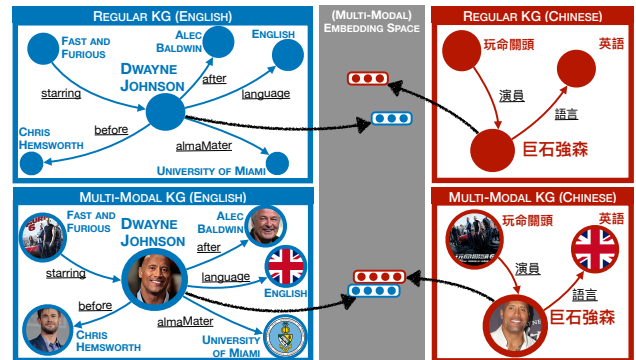 REGULAR KG (ENGLISH)
FAST AND
FURIOUS
ALEC
BALDWIN
ENGLISH
DWAYNE
JOHNSON
starring
after
language
before
almaMater
CHRIS
HEMSWORTH
UNIVERSITY OF MIAMI
(MULTI-MODAL)
EMBEDDING SPACE
REGULAR KG (CHINESE)
玩命關頭
英語
演員
語言
巨石強森
MULTI-MODAL KG (ENGLISH)
FAST AND
FURIOUS
ALEC
BALDWIN
DWAYNE
JOHNSON
after
starring
language
ENGLISH
before
almaMater
CHRIS
HEMSWORTH
UNIVERSITY
OF MIAMI
MULTI-MODAL KG (CHINESE)
玩命關頭
英語
演員
語言
巨石強森